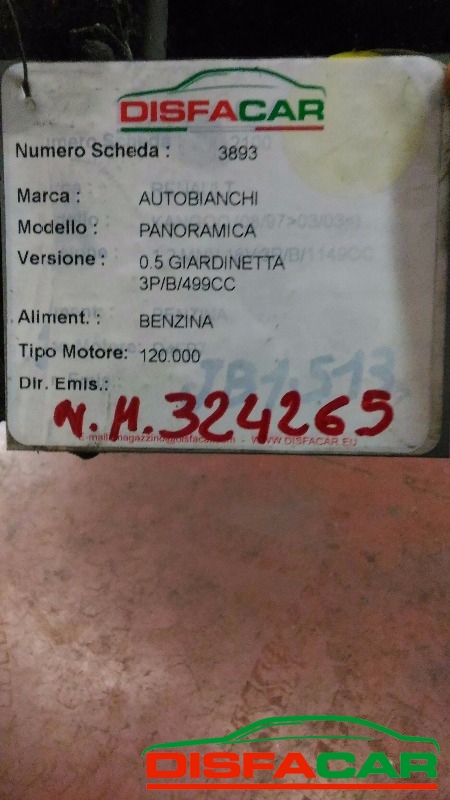 DISFACAR
Numero Scheda : 3893
Marca : AUTOBIANCHI
Modello : PANORAMICA
Versione : 0.5 GIARDINETTA
3P/B/499CC
Aliment. : BENZINA
Tipo Motore: 120.000
Dir. Emis.:
N.M.324265
WWW.DISFACAR.EU
DISFACAR